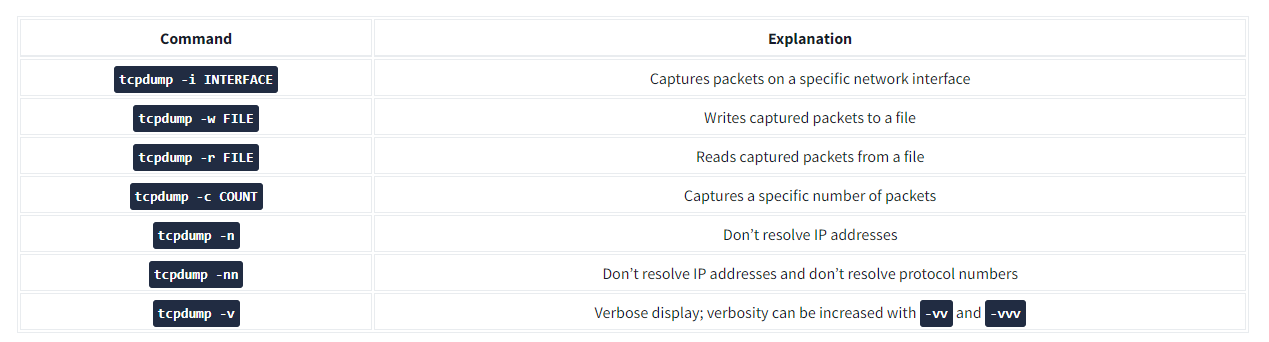 Command Explanation
tcpdump -i INTERFACE Captures packets on a specific network interface
tcpdump -w FILE Writes captured packets to a file
tcpdump -r FILE Reads captured packets from a file
tcpdump -c COUNT Captures a specific number of packets
tcpdump -n Don’t resolve IP addresses
tcpdump -nn Don’t resolve IP addresses and don’t resolve protocol numbers
tcpdump -v Verbose display; verbosity can be increased with -vv and -vvv